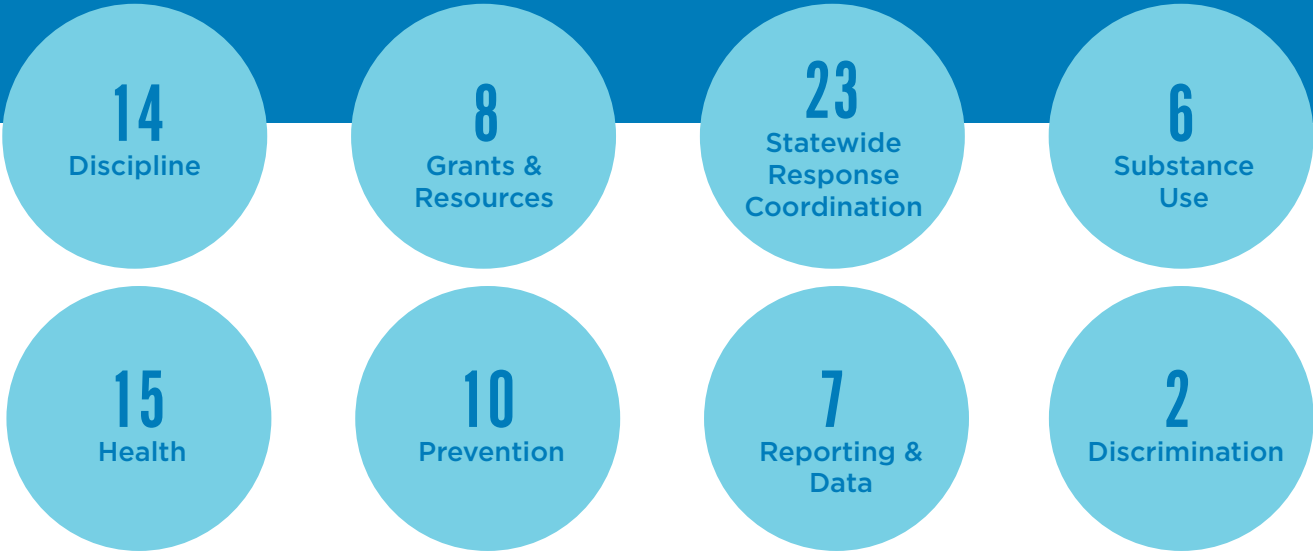 14
Discipline
8
Grants &
Resources
23
Statewide
Response
Coordination
6
Substance
Use
15
Health
10
Prevention
7
Reporting &
Data
2
Discrimination